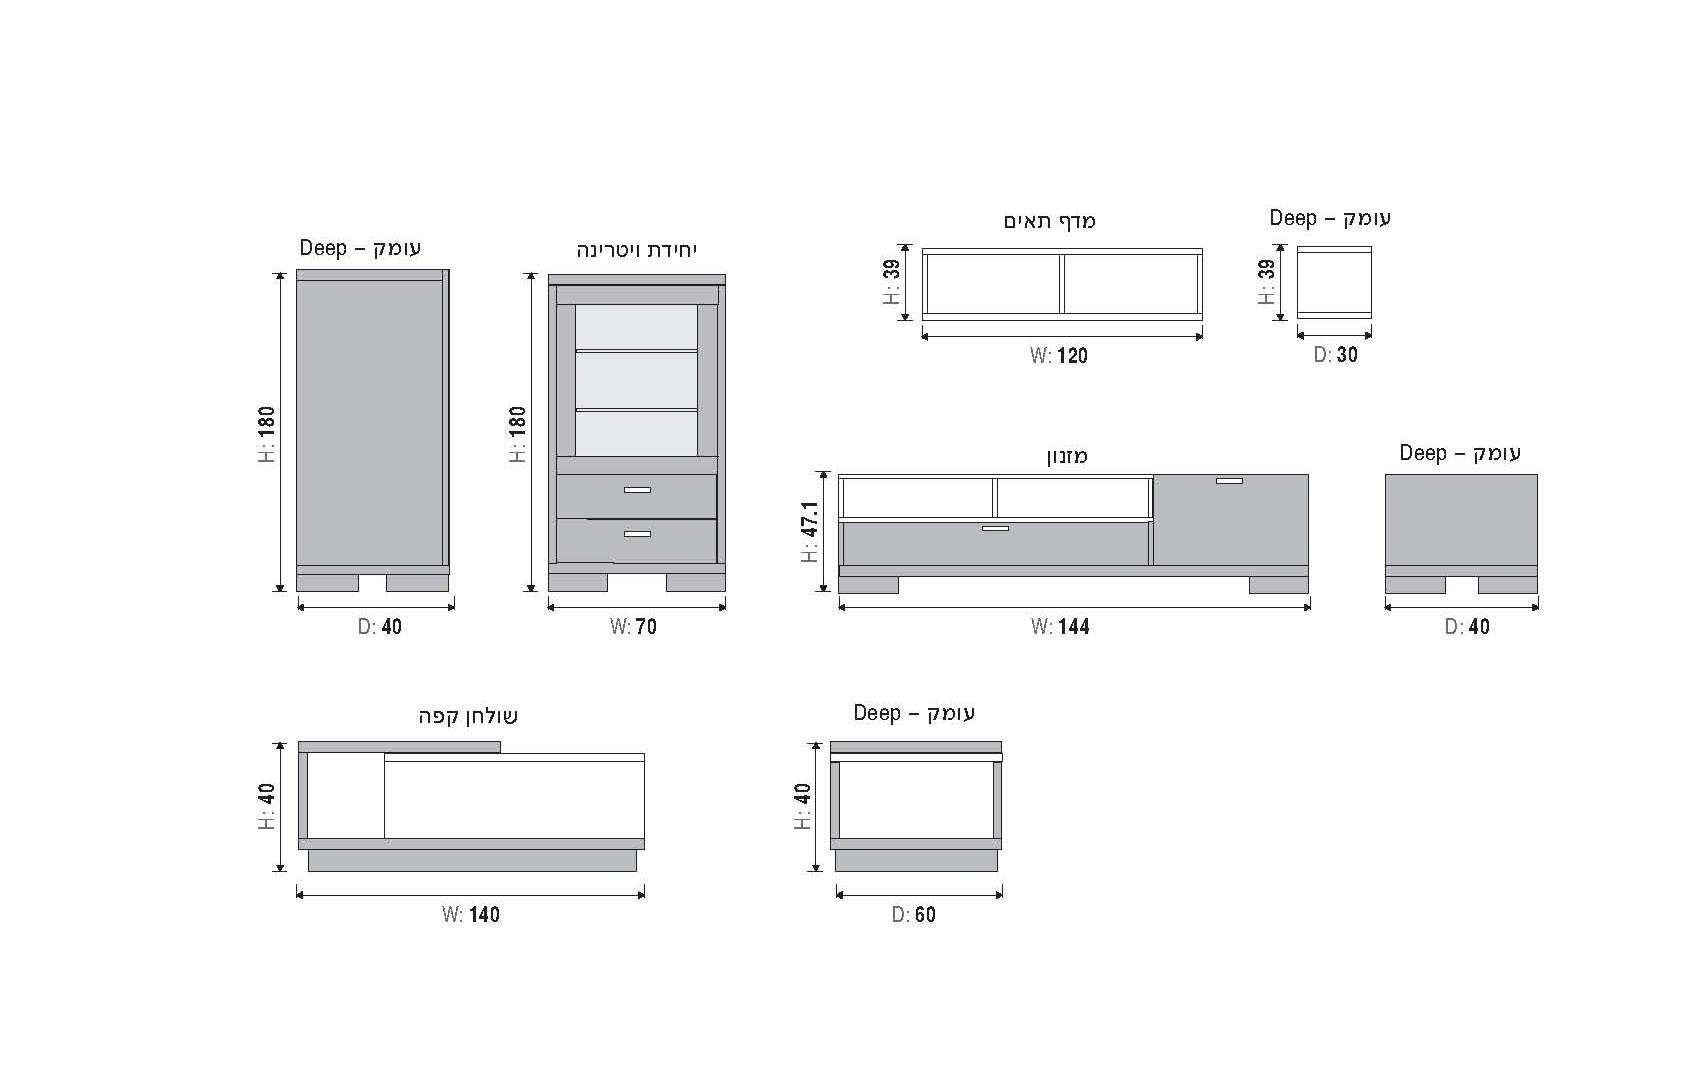 Deep – עומק
H: 180
D: 40
יחידת ויטרינה
H: 180
W: 70
מדף תאים
H: 39
W: 120
Deep – עומק
H: 39
D: 30
מזנון
H: 47.1
W: 144
Deep – עומק
D: 40
שולחן קפה
H: 40
W: 140
Deep – עומק
H: 40
D: 60